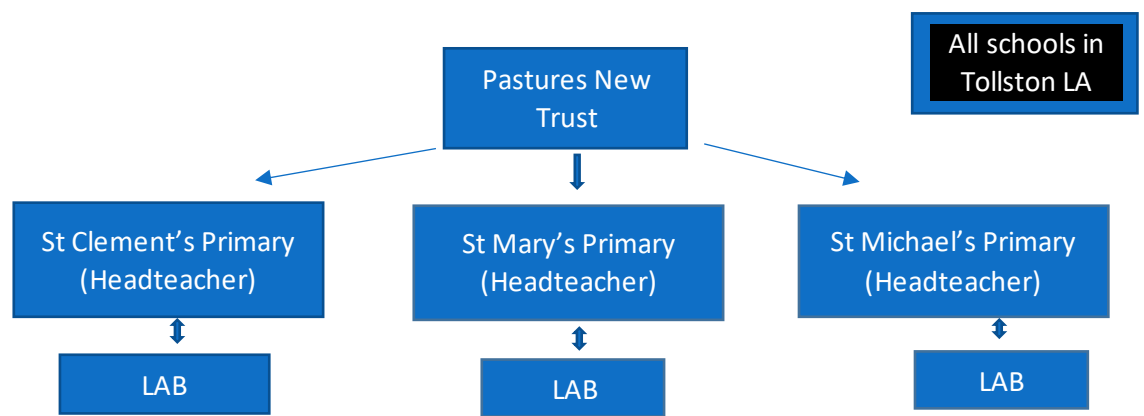 All schools in
Tollston LA
Pastures New
Trust
St Clement’s Primary
(Headteacher)
St Mary’s Primary
(Headteacher)
St Michael’s Primary
(Headteacher)
LAB
LAB
LAB